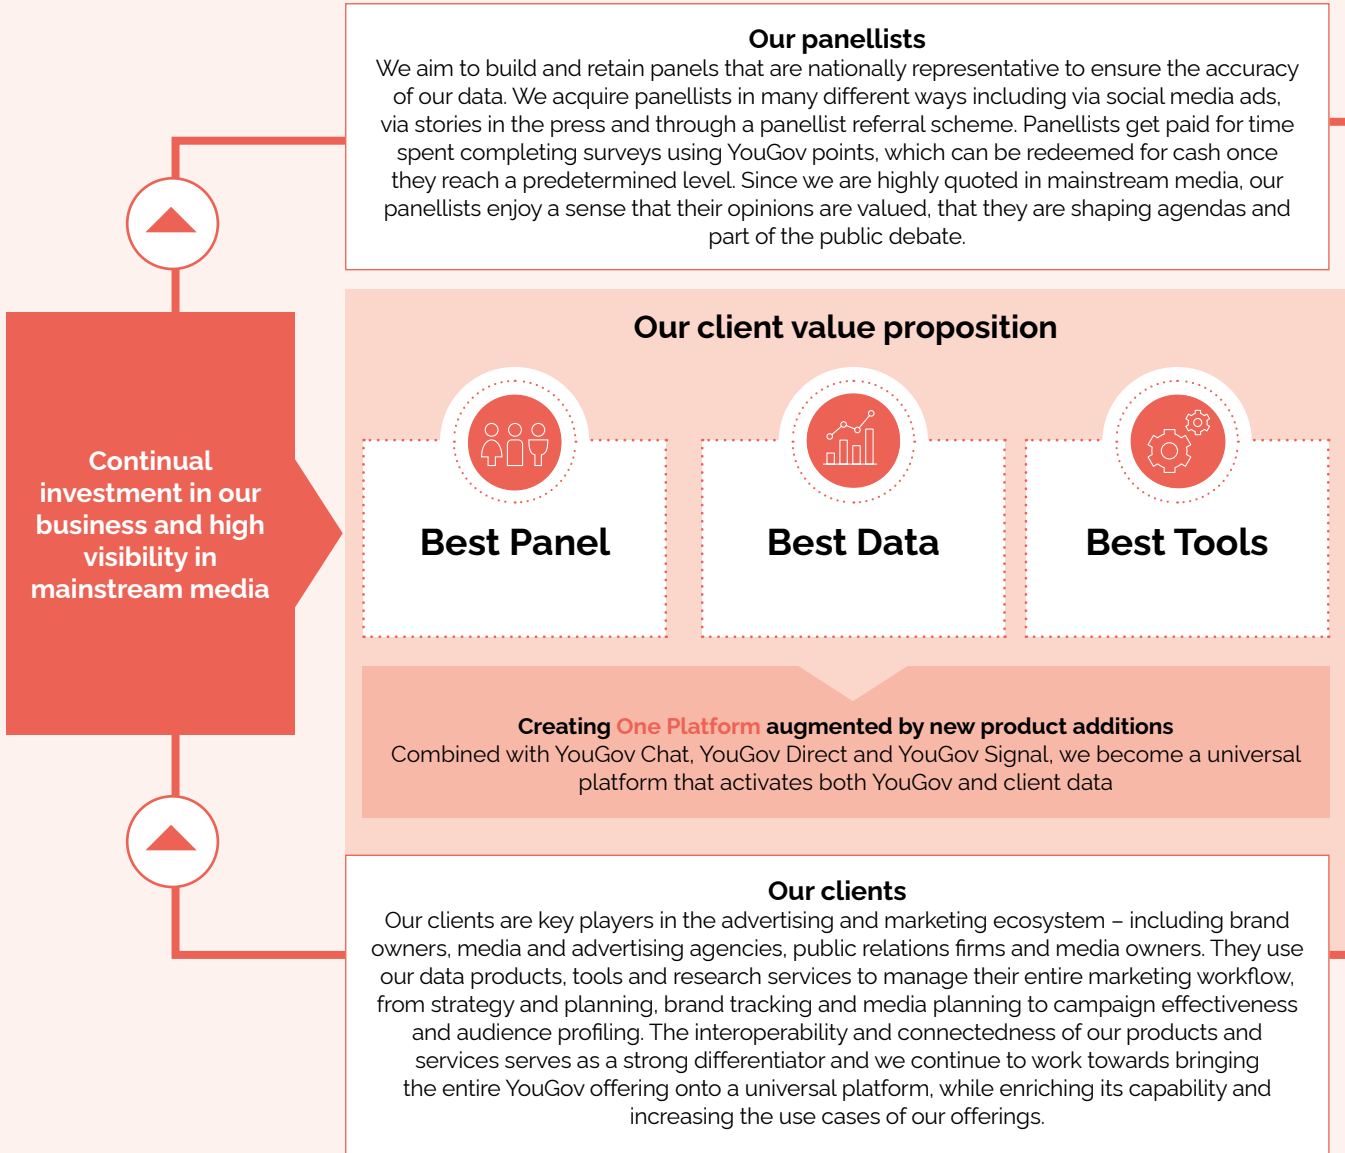 Our panellists
We aim to build and retain panels that are nationally representative to ensure the accuracy
of our data. We acquire panellists in many different ways including via social media ads,
via stories in the press and through a panellist referral scheme. Panellists get paid for time
spent completing surveys using YouGov points, which can be redeemed for cash once
they reach a predetermined level. Since we are highly quoted in mainstream media, our
panellists enjoy a sense that their opinions are valued, that they are shaping agendas and
part of the public debate.
Continual
investment in our
business and high
visibility in
mainstream media
Our client value proposition
Best Panel
Best Data
Best Tools
Creating One Platform augmented by new product additions
Combined with YouGov Chat, YouGov Direct and YouGov Signal, we become a universal
platform that activates both YouGov and client data
Our clients
Our clients are key players in the advertising and marketing ecosystem – including brand
owners, media and advertising agencies, public relations firms and media owners. They use
our data products, tools and research services to manage their entire marketing workflow,
from strategy and planning, brand tracking and media planning to campaign effectiveness
and audience profiling. The interoperability and connectedness of our products and
services serves as a strong differentiator and we continue to work towards bringing
the entire YouGov offering onto a universal platform, while enriching its capability and
increasing the use cases of our offerings.